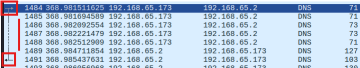 1484 368.981511625 192.168.65.173 192.168.65.2 DNS 71
1485 368.981694589 192.168.65.173 192.168.65.2 DNS 71
1486 368.982092554 192.168.65.173 192.168.65.2 DNS 73
1487 368.982221479 192.168.65.173 192.168.65.2 DNS 73
1488 368.982512909 192.168.65.173 192.168.65.2 DNS 71
1489 368.984711854 192.168.65.2 192.168.65.173 DNS 127
1491 368.985437631 192.168.65.2 192.168.65.173 DNS 103